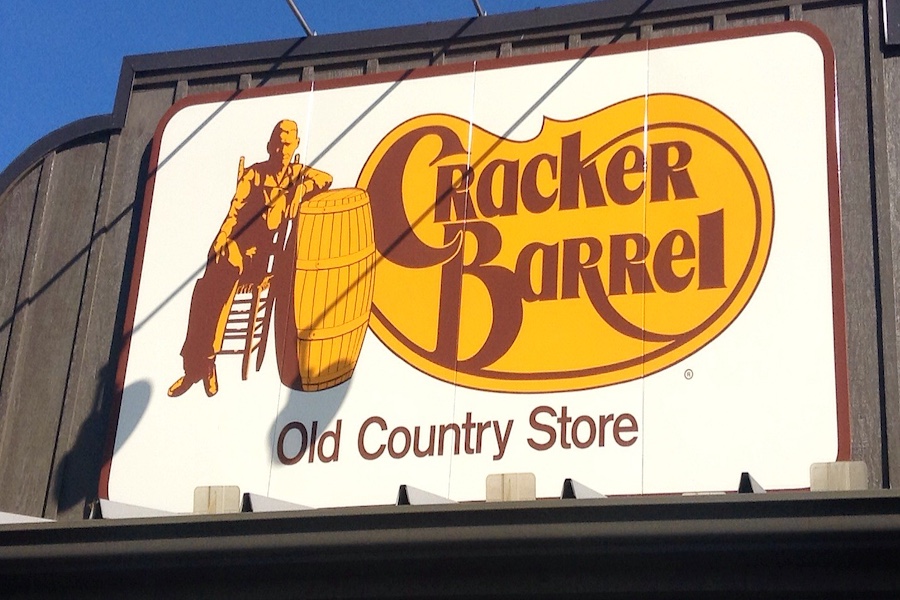 Cracker
Barrel
®
Old Country Store